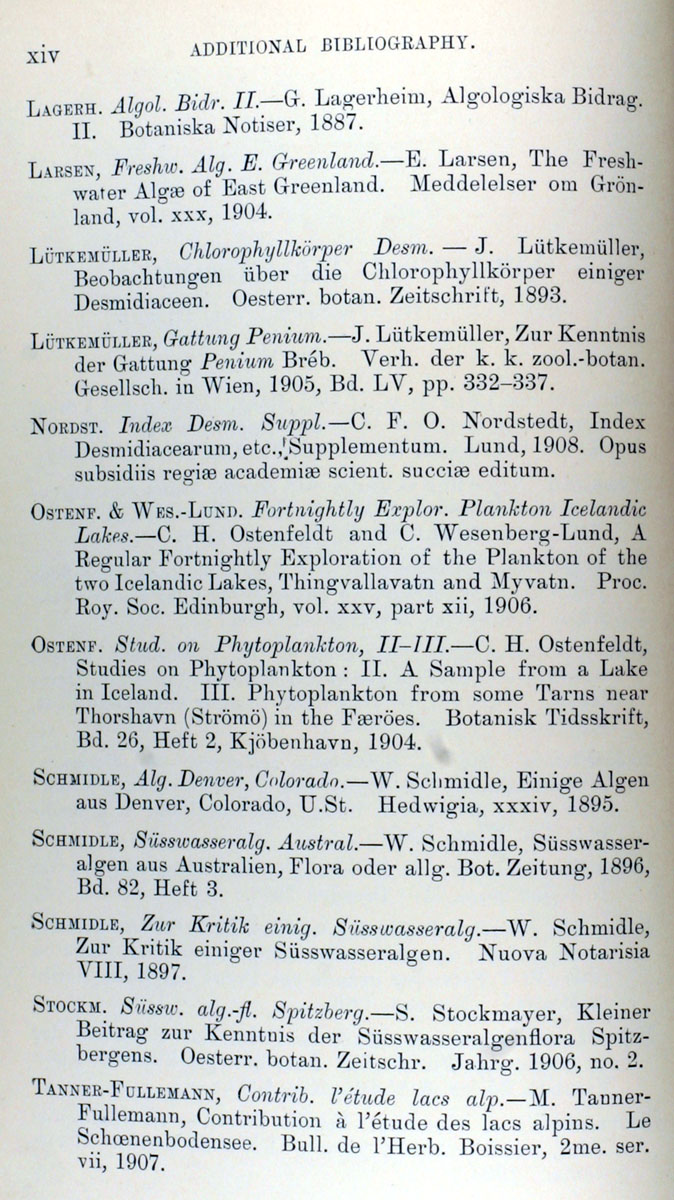 xiv
ADDITIONAL BIBLIOGRAPHY.
LAGERH. Algol. Bidr. II.—G. Lagerheim, Algologiska Bidrag.
II. Botaniska Notiser, 1887.
LARSEN, Freshw. Alg. E. Greenland.—E. Larsen, The Fresh-
water Algæ of East Greenland. Meddelelser om Grön-
land, vol. xxx, 1904.
LÜTKEMÜLLER, Chlorophyllkörper Desm. — J. Lütkemüller,
Beobachtungen über die Chlorophyllkörper einiger
Desmidiaceen. Oesterr. botan. Zeitschrift, 1893.
LÜTKEMÜLLER, Gattung Penium.—J. Lütkemüller, Zur Kenntnis
der Gattung Penium Bréb. Verh. der k. k. zool.-botan.
Gesellsch. in Wien, 1905, Bd. LV, pp. 332–337.
NORDST. Index Desm. Suppl.—C. F. O. Nordstedt, Index
Desmidiacearum, etc., Supplementum. Lund, 1908. Opus
subsidiis regiæ academiæ scient. succiæ editum.
OSTENF. & WES.-LUND. Fortnightly Explor. Plankton Icelandic
Lakes.—C. H. Ostenfeldt and C. Wesenberg-Lund, A
Regular Fortnightly Exploration of the Plankton of the
two Icelandic Lakes, Thingvallavatn and Myvatn. Proc.
Roy. Soc. Edinburgh, vol. xxv, part xii, 1906.
OSTENF. Stud. on Phytoplankton, II–III.—C. H. Ostenfeldt,
Studies on Phytoplankton : II. A Sample from a Lake
in Iceland. III. Phytoplankton from some Tarns near
Thorshavn (Strömö) in the Færöes. Botanisk Tidsskrift,
Bd. 26, Heft 2, Kjöbenhavn, 1904.
SCHMIDLE, Alg. Denver, Colorado.—W. Schmidle, Einige Algen
aus Denver, Colorado, U.St. Hedwigia, xxxiv, 1895.
SCHMIDLE, Süsswasseralg. Austral.—W. Schmidle, Süsswasser-
algen aus Australien, Flora oder allg. Bot. Zeitung, 1896,
Bd. 82, Heft 3.
SCHMIDLE, Zur Kritik einig. Süsswasseralg.—W. Schmidle,
Zur Kritik einiger Süsswasseralgen. Nuova Notarisia
VIII, 1897.
STOCKM. Süssw. alg.-fl. Spitzberg.—S. Stockmayer, Kleiner
Beitrag zur Kenntnis der Süsswasseralgenflora Spitz-
bergens. Oesterr. botan. Zeitschr. Jahrg. 1906, no. 2.
TANNER-FULLEMANN, Contrib. l'étude lacs alp.—M. Tanner-
Fullemann, Contribution à l'étude des lacs alpins. Le
Schœnenbodensee. Bull. de l'Herb. Boissier, 2me. ser.
vii, 1907.